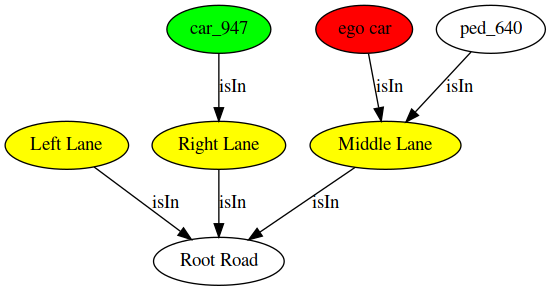 car_947
ego car
ped_640
isIn
isIn
isIn
Left Lane
Right Lane
Middle Lane
isIn
isIn
isIn
Root Road